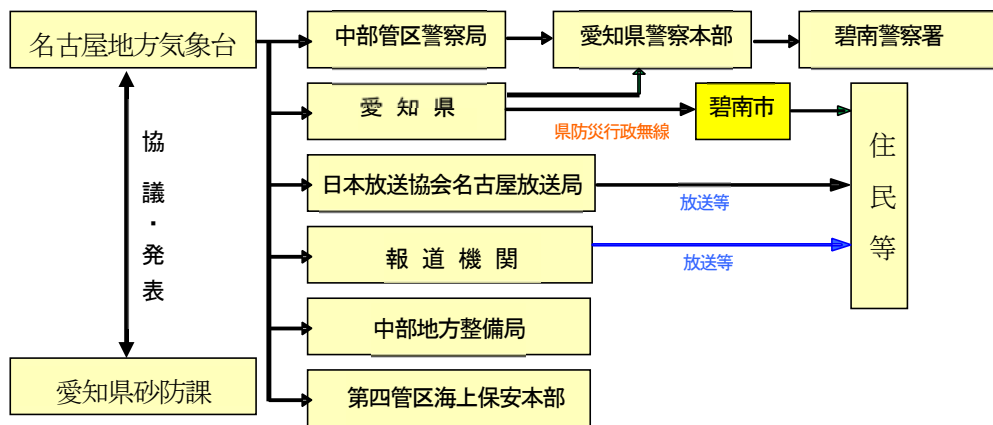 名古屋地方気象台
中部管区警察局
愛知県警察本部
碧南警察署
愛知県
県防災行政無線
碧南市
住民等
協議・発表
日本放送協会名古屋放送局
放送等
報道機関
放送等
中部地方整備局
愛知県砂防課
第四管区海上保安本部